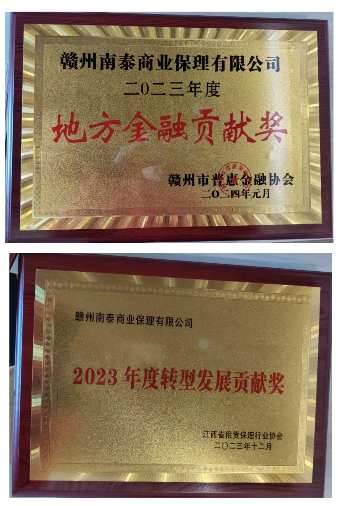 赣州南泰商业保理有限公司
二〇二三年度
地方金融贡献奖
赣州市普惠金融协会
二〇二四年元月
赣州南泰商业保理有限公司
2023年度转型发展贡献奖
江西省租赁保理行业协会
二〇二三年十二月